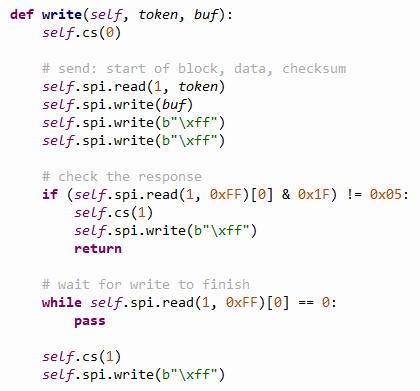 def write(self, token, buf):
    self.cs(0)

    # send: start of block, data, checksum
    self.spi.read(1, token)
    self.spi.write(buf)
    self.spi.write(b"\xff")
    self.spi.write(b"\xff")

    # check the response
    if (self.spi.read(1, 0xFF)[0] & 0x1F) != 0x05:
        self.cs(1)
        self.spi.write(b"\xff")
        return

    # wait for write to finish
    while self.spi.read(1, 0xFF)[0] == 0:
        pass

    self.cs(1)
    self.spi.write(b"\xff")